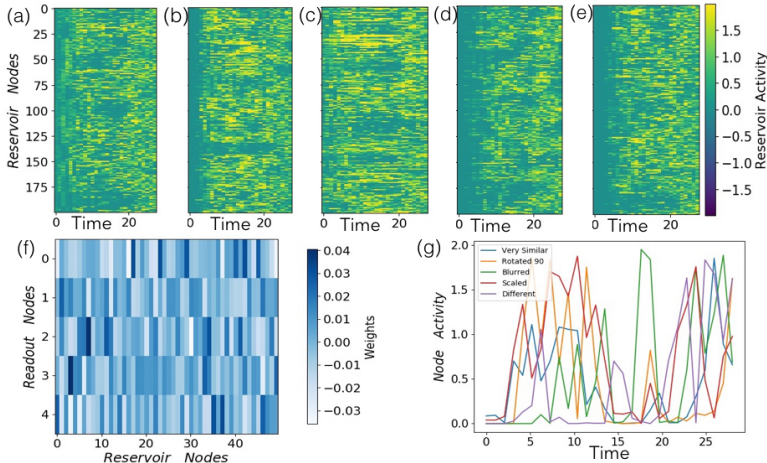 (a) (b) (c) (d) (e)
0
25
50
75
100
125
150
175
Reservoir Nodes
0 20
Time
0 20
Time
0 20
Time
0 20
Time
0 20
Time
1.5
1.0
0.5
0.0
−0.5
−1.0
−1.5
Reservoir Activity
(f)
0
1
2
3
4
Readout Nodes
0 10 20 30 40
Reservoir Nodes
0.04
0.03
0.02
0.01
0.00
−0.01
−0.02
−0.03
Weights
(g)
2.0
1.5
1.0
0.5
0.0
Node Activity
Very Similar
Rotated 90
Blurred
Scaled
Different
0 5 10 15 20 25
Time